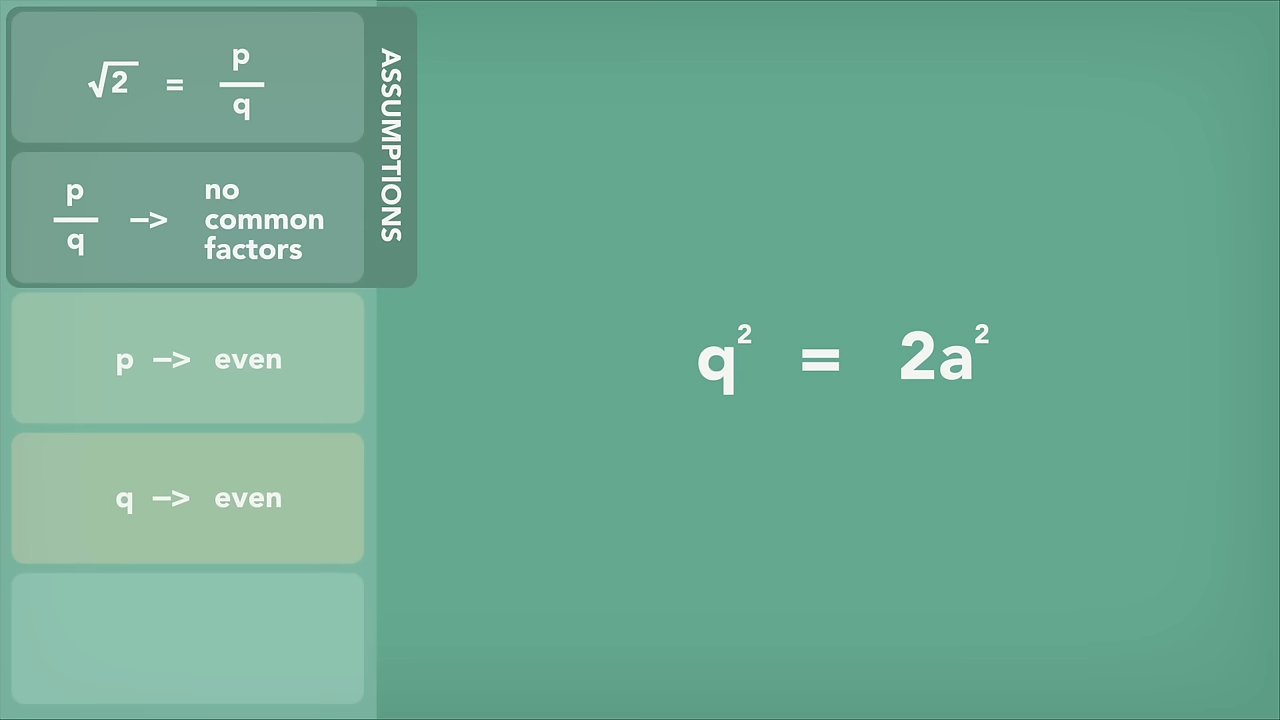 √2 = p/q
ASSUMPTIONS
p/q —> no
common
factors
p —> even
q² = 2a²
q —> even